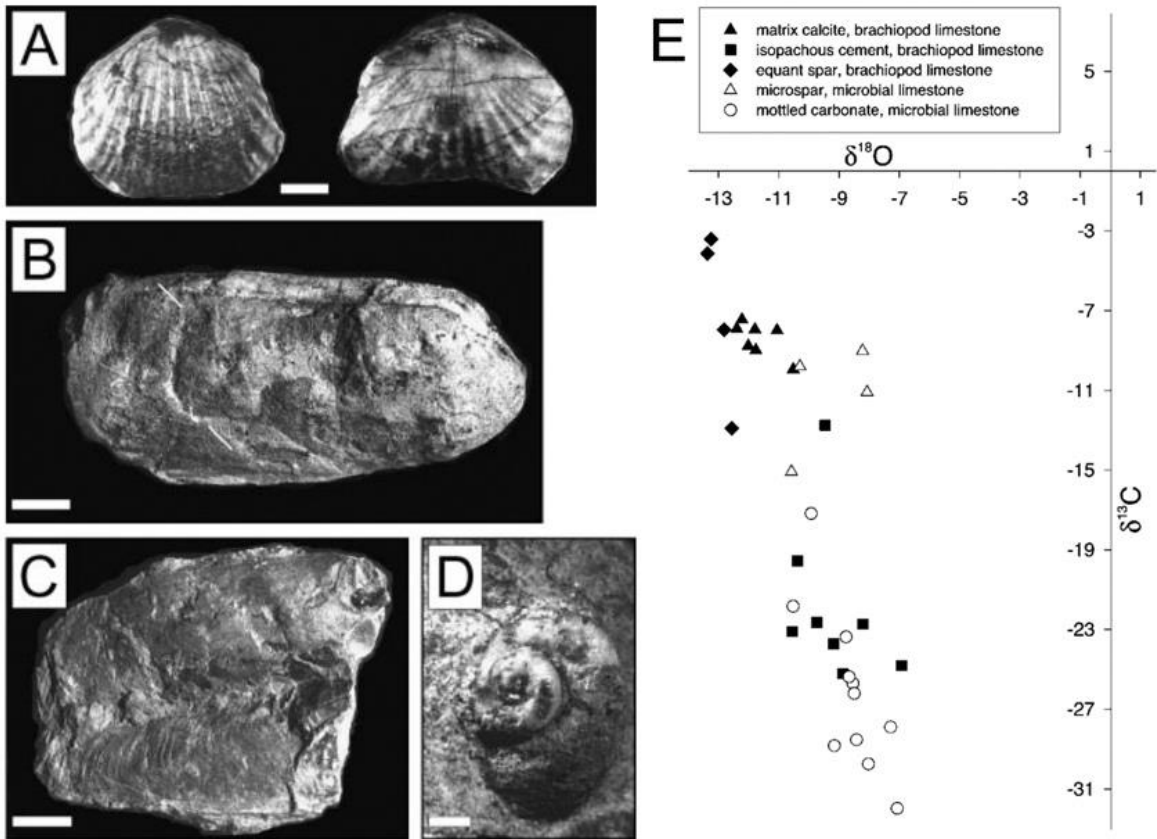 A
B
C
D
E
matrix calcite, brachiopod limestone
isopachous cement, brachiopod limestone
equant spar, brachiopod limestone
microspar, microbial limestone
mottled carbonate, microbial limestone
δ¹⁸O
5
1
-13 -11 -9 -7 -5 -3 1
-3
-7
-11
-15
-19
-23
-27
-31
δ¹³C